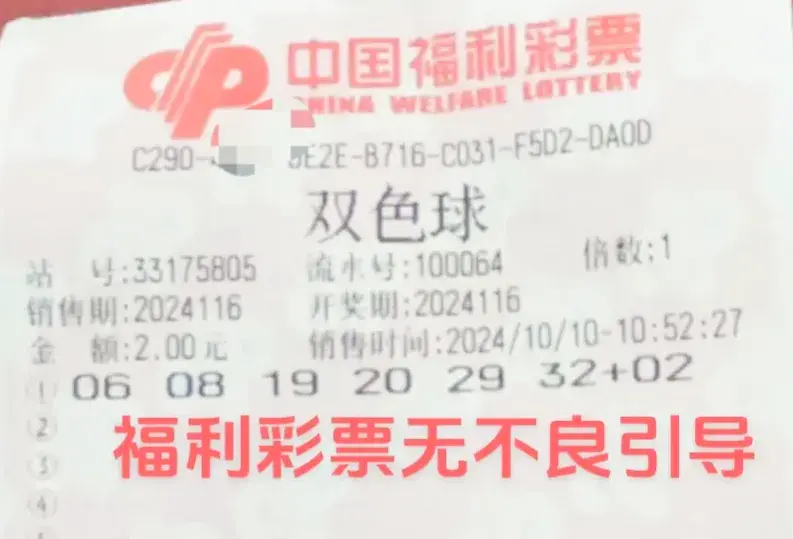 中国福利彩票
CHINA WELFARE LOTTERY
C290- E2E-B716-C031-F5D2-DA0D
双色球
站 号:33175805 流水号:100064 倍数:1
销售期:2024116 开奖期:2024116
金 额:2.00元 销售时间:2024/10/10-10:52:27
① 06 08 19 20 29 32+02
②
福利彩票无不良引导
③
④